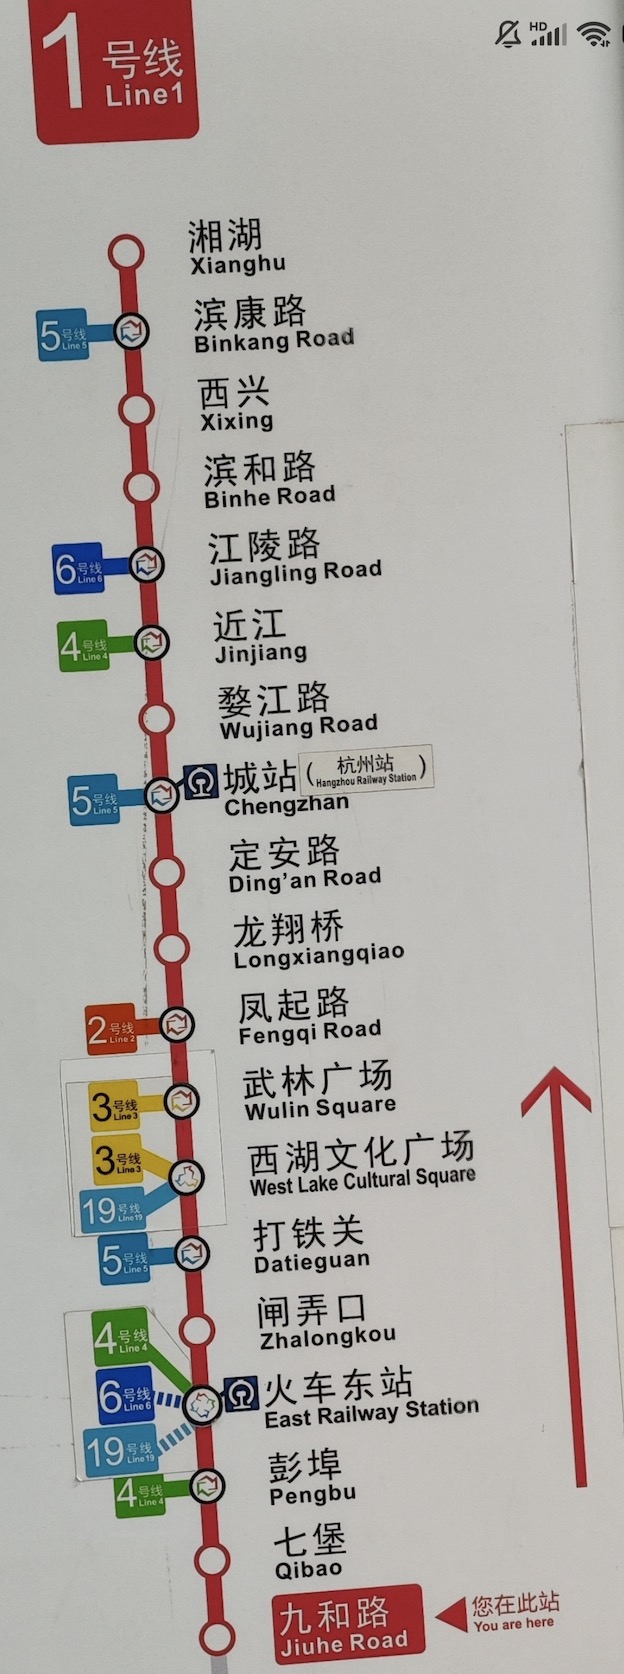 HD
1号线
Line1
湘湖
Xianghu
5号线
Line 5
滨康路
Binkang Road
西兴
Xixing
滨和路
Binhe Road
6号线
Line 6
江陵路
Jiangling Road
4号线
Line 4
近江
Jinjiang
婺江路
Wujiang Road
5号线
Line 5
城站(杭州站)
Hangzhou Railway Station
Chengzhan
定安路
Ding'an Road
龙翔桥
Longxiangqiao
2号线
Line 2
凤起路
Fengqi Road
3号线
Line 3
武林广场
Wulin Square
3号线
Line 3
19号线
Line19
西湖文化广场
West Lake Cultural Square
5号线
Line 5
打铁关
Datieguan
闸弄口
Zhalongkou
4号线
Line 4
6号线
Line 6
19号线
Line19
火车东站
East Railway Station
4号线
Line 4
彭埠
Pengbu
七堡
Qibao
九和路
Jiuhe Road
您在此站
You are here